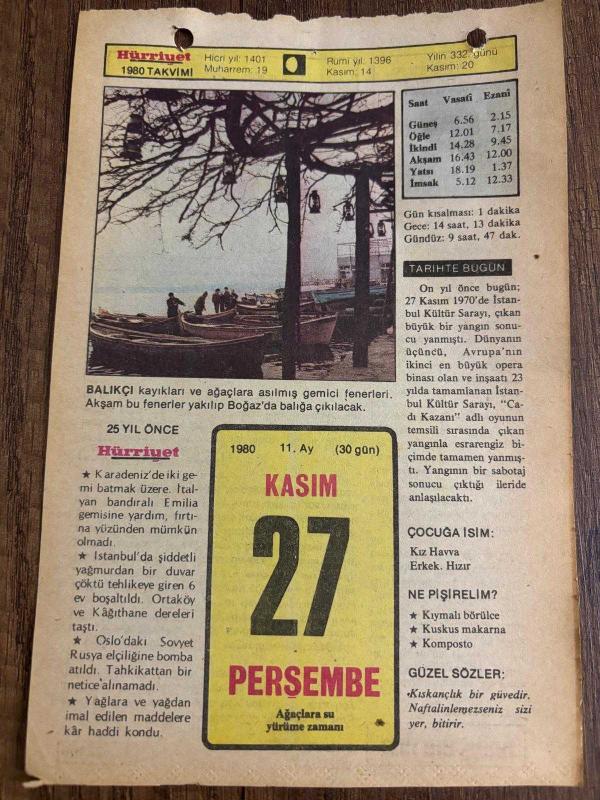 Hürriyet
1980 TAKVİMİ
Hicri yıl: 1401
Muharrem: 19
Rumi yıl: 1396
Kasım: 14
Yılın 332. günü
Kasım: 20
Saat Vasati Ezani
Güneş 6.56 2.15
Öğle 12.01 7.17
İkindi 14.28 9.45
Akşam 16.43 12.00
Yatsı 18.19 1.37
İmsak 5.12 12.33
Gün kısalması: 1 dakika
Gece: 14 saat, 13 dakika
Gündüz: 9 saat, 47 dak.
TARİHTE BUGÜN
On yıl önce bugün;
27 Kasım 1970'de İstan-
bul Kültür Sarayı, çıkan
büyük bir yangın sonu-
cu yanmıştı. Dünyanın
üçüncü, Avrupa'nın
ikinci en büyük opera
binası olan ve inşaatı 23
yılda tamamlanan İstan-
bul Kültür Sarayı, "Ca-
dı Kazanı" adlı oyunun
temsili sırasında çıkan
yangınla esrarengiz bi-
çimde tamamen yanmış-
tı. Yangının bir sabotaj
sonucu çıktığı ileride
anlaşılacaktı.
BALIKÇI kayıkları ve ağaçlara asılmış gemici fenerleri.
Akşam bu fenerler yakılıp Boğaz'da balığa çıkılacak.
25 YIL ÖNCE
Hürriyet
★ Karadeniz'de iki ge-
mi batmak üzere. İtal-
yan bandıralı Emilia
gemisine yardım, fırtı-
na yüzünden mümkün
olmadı.
★ İstanbul'da şiddetli
yağmurdan bir duvar
çöktü tehlikeye giren 6
ev boşaltıldı. Ortaköy
ve Kâğıthane dereleri
taştı.
★ Oslo'daki Sovyet
Rusya elçiliğine bomba
atıldı. Tahkikattan bir
netice alınamadı.
★ Yağlara ve yağdan
imal edilen maddelere
kâr haddi kondu.
1980 11. Ay (30 gün)
KASIM
27
PERŞEMBE
Ağaçlara su
yürüme zamanı
ÇOCUĞA İSİM:
Kız Havva
Erkek. Hızır
NE PİŞİRELİM?
★ Kıymalı börülce
★ Kuskus makarna
★ Komposto
GÜZEL SÖZLER:
•Kıskançlık bir güvedir.
Naftalinlemezseniz sizi
yer, bitirir.